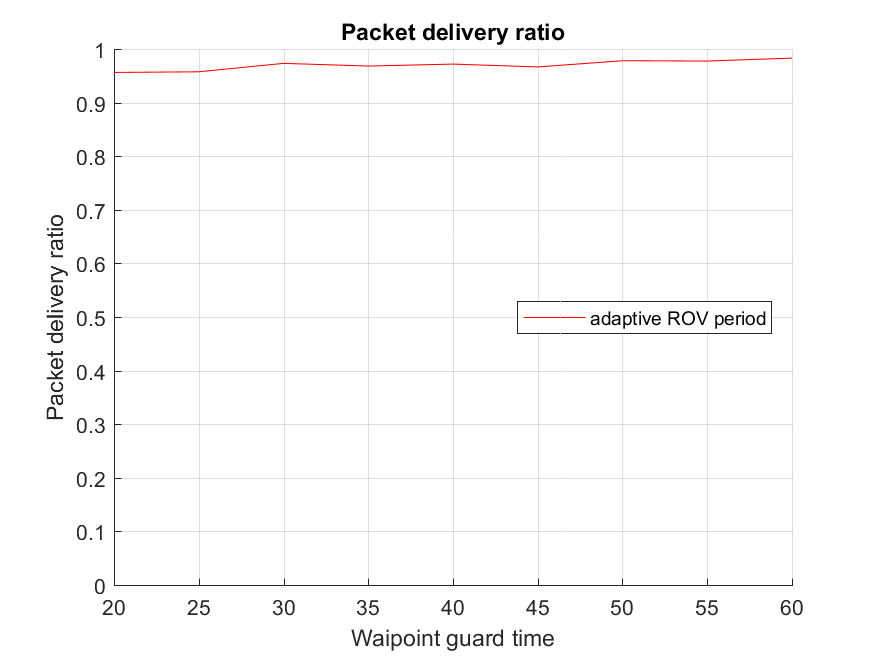 Packet delivery ratio
1
0.9
0.8
0.7
0.6
0.5
0.4
0.3
0.2
0.1
0
Packet delivery ratio
adaptive ROV period
20 25 30 35 40 45 50 55 60
Waipoint guard time